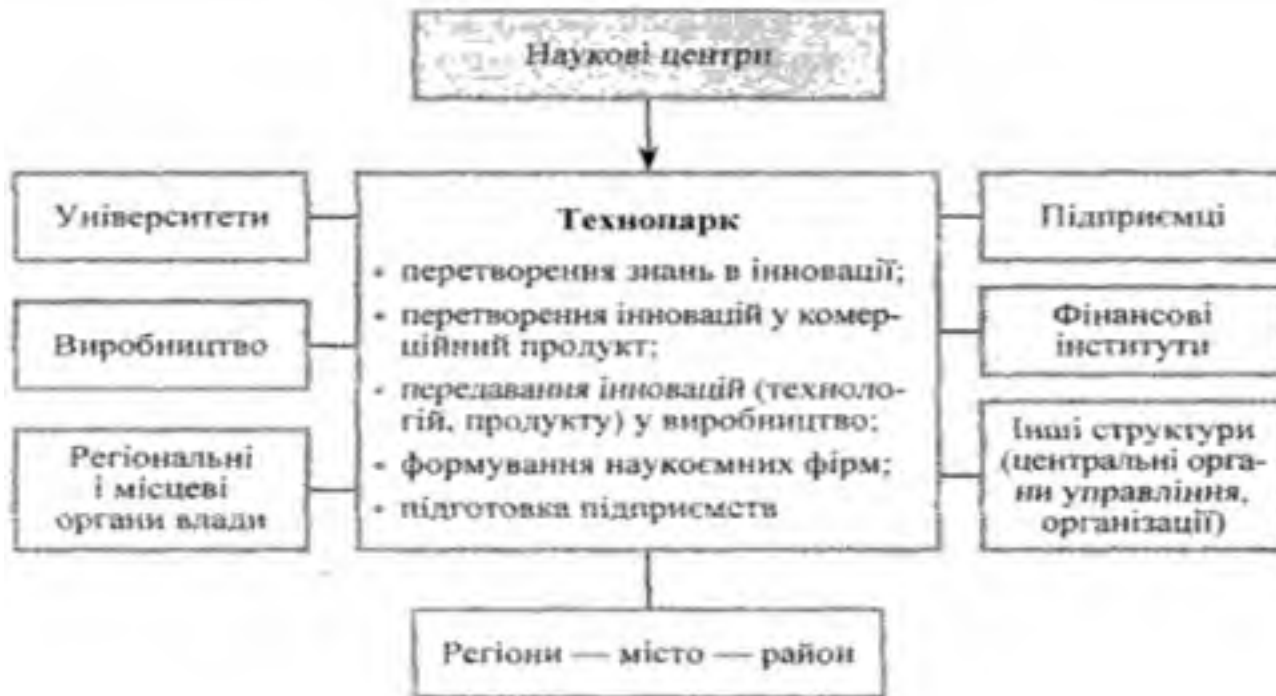 Наукові центри
Університети
Виробництво
Регіональні
і місцеві
органи влади
Технопарк
• перетворення знань в інновації;
• перетворення інновацій у комер-
ційний продукт;
• передавання інновацій (техноло-
гій, продукту) у виробництво;
• формування наукоємних фірм;
• підготовка підприємств
Підприємці
Фінансові
інститути
Інші структури
(центральні орга-
ни управління,
організації)
Регіони — місто — район